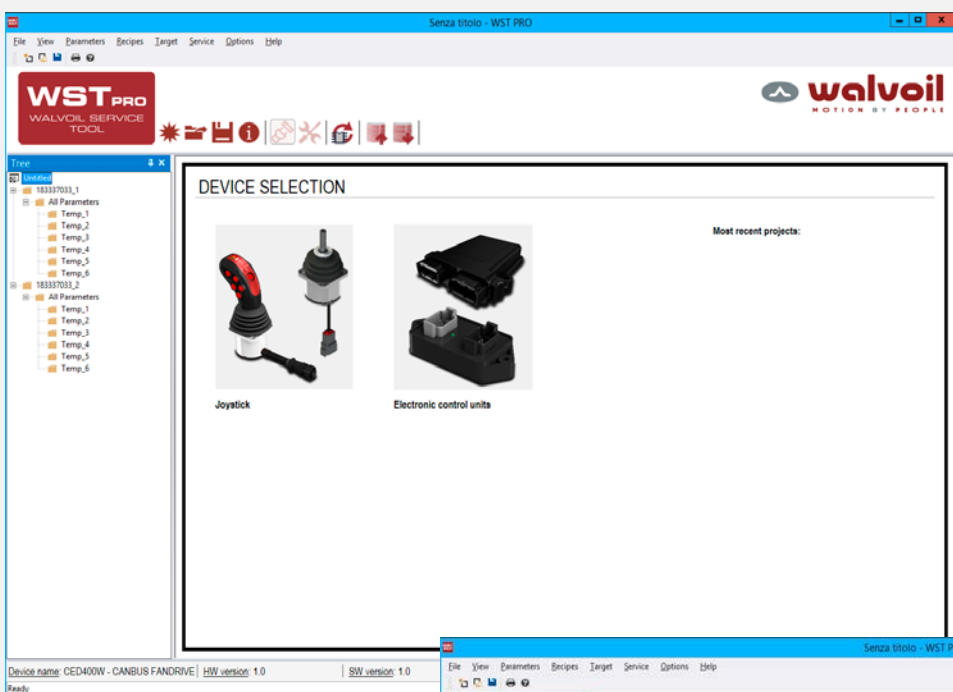 Senza titolo - WST PRO
File View Parameters Recipes Target Service Options Help
WST PRO
WALVOIL SERVICE
TOOL
walvoil
MOTION BY PEOPLE
Tree
Untitled
183337033_1
All Parameters
Temp_1
Temp_2
Temp_3
Temp_4
Temp_5
Temp_6
183337033_2
All Parameters
Temp_1
Temp_2
Temp_3
Temp_4
Temp_5
Temp_6
DEVICE SELECTION
Most recent projects:
Joystick
Electronic control units
Device name: CED400W - CANBUS FANDRIVE HW version: 1.0 SW version: 1.0
Ready
Senza titolo - WST P
File View Parameters Recipes Target Service Options Help